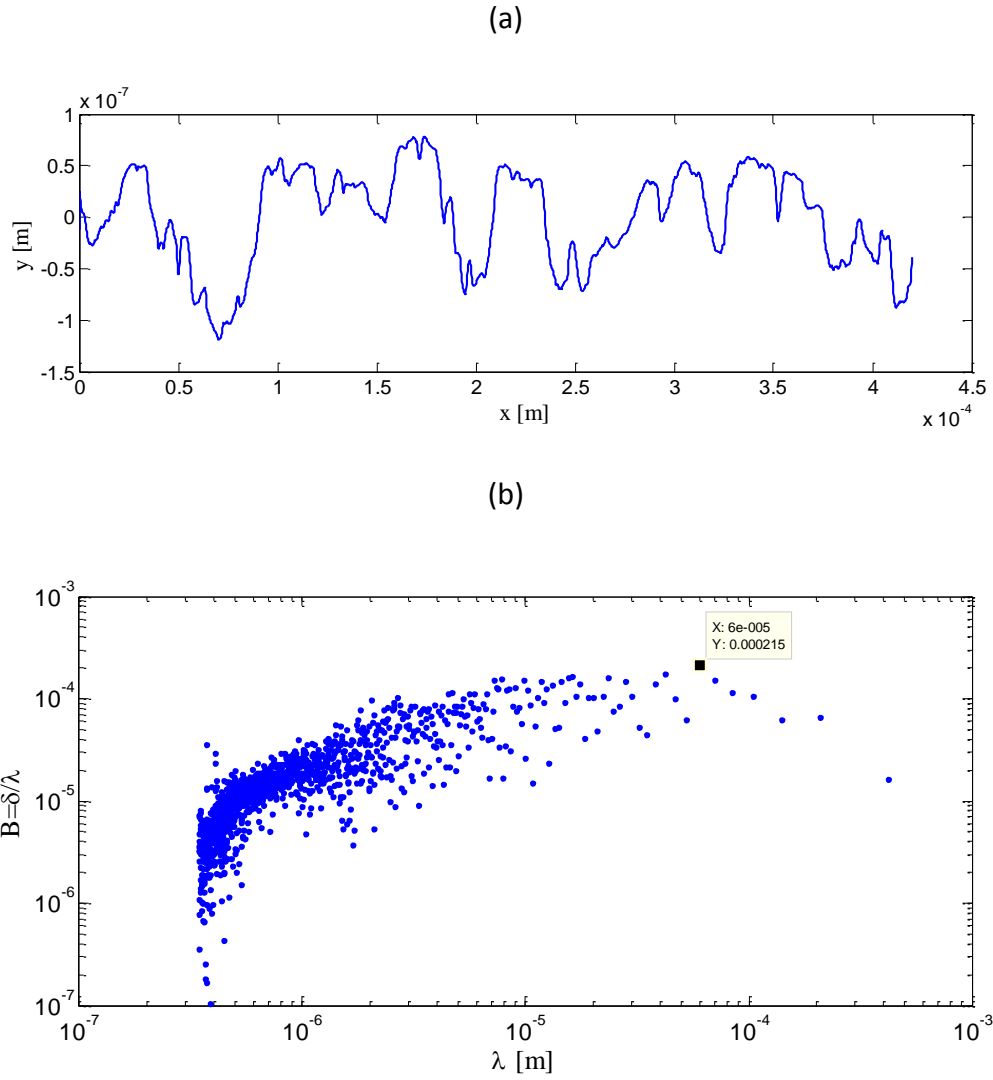 (a)
x 10^-7
1
0.5
0
-0.5
-1
-1.5
y [m]
0 0.5 1 1.5 2 2.5 3 3.5 4 4.5
x [m]
x 10^-4
(b)
10^-3
X: 6e-005
Y: 0.000215
10^-4
10^-5
10^-6
10^-7
B=δ/λ
10^-7 10^-6 10^-5 10^-4 10^-3
λ [m]